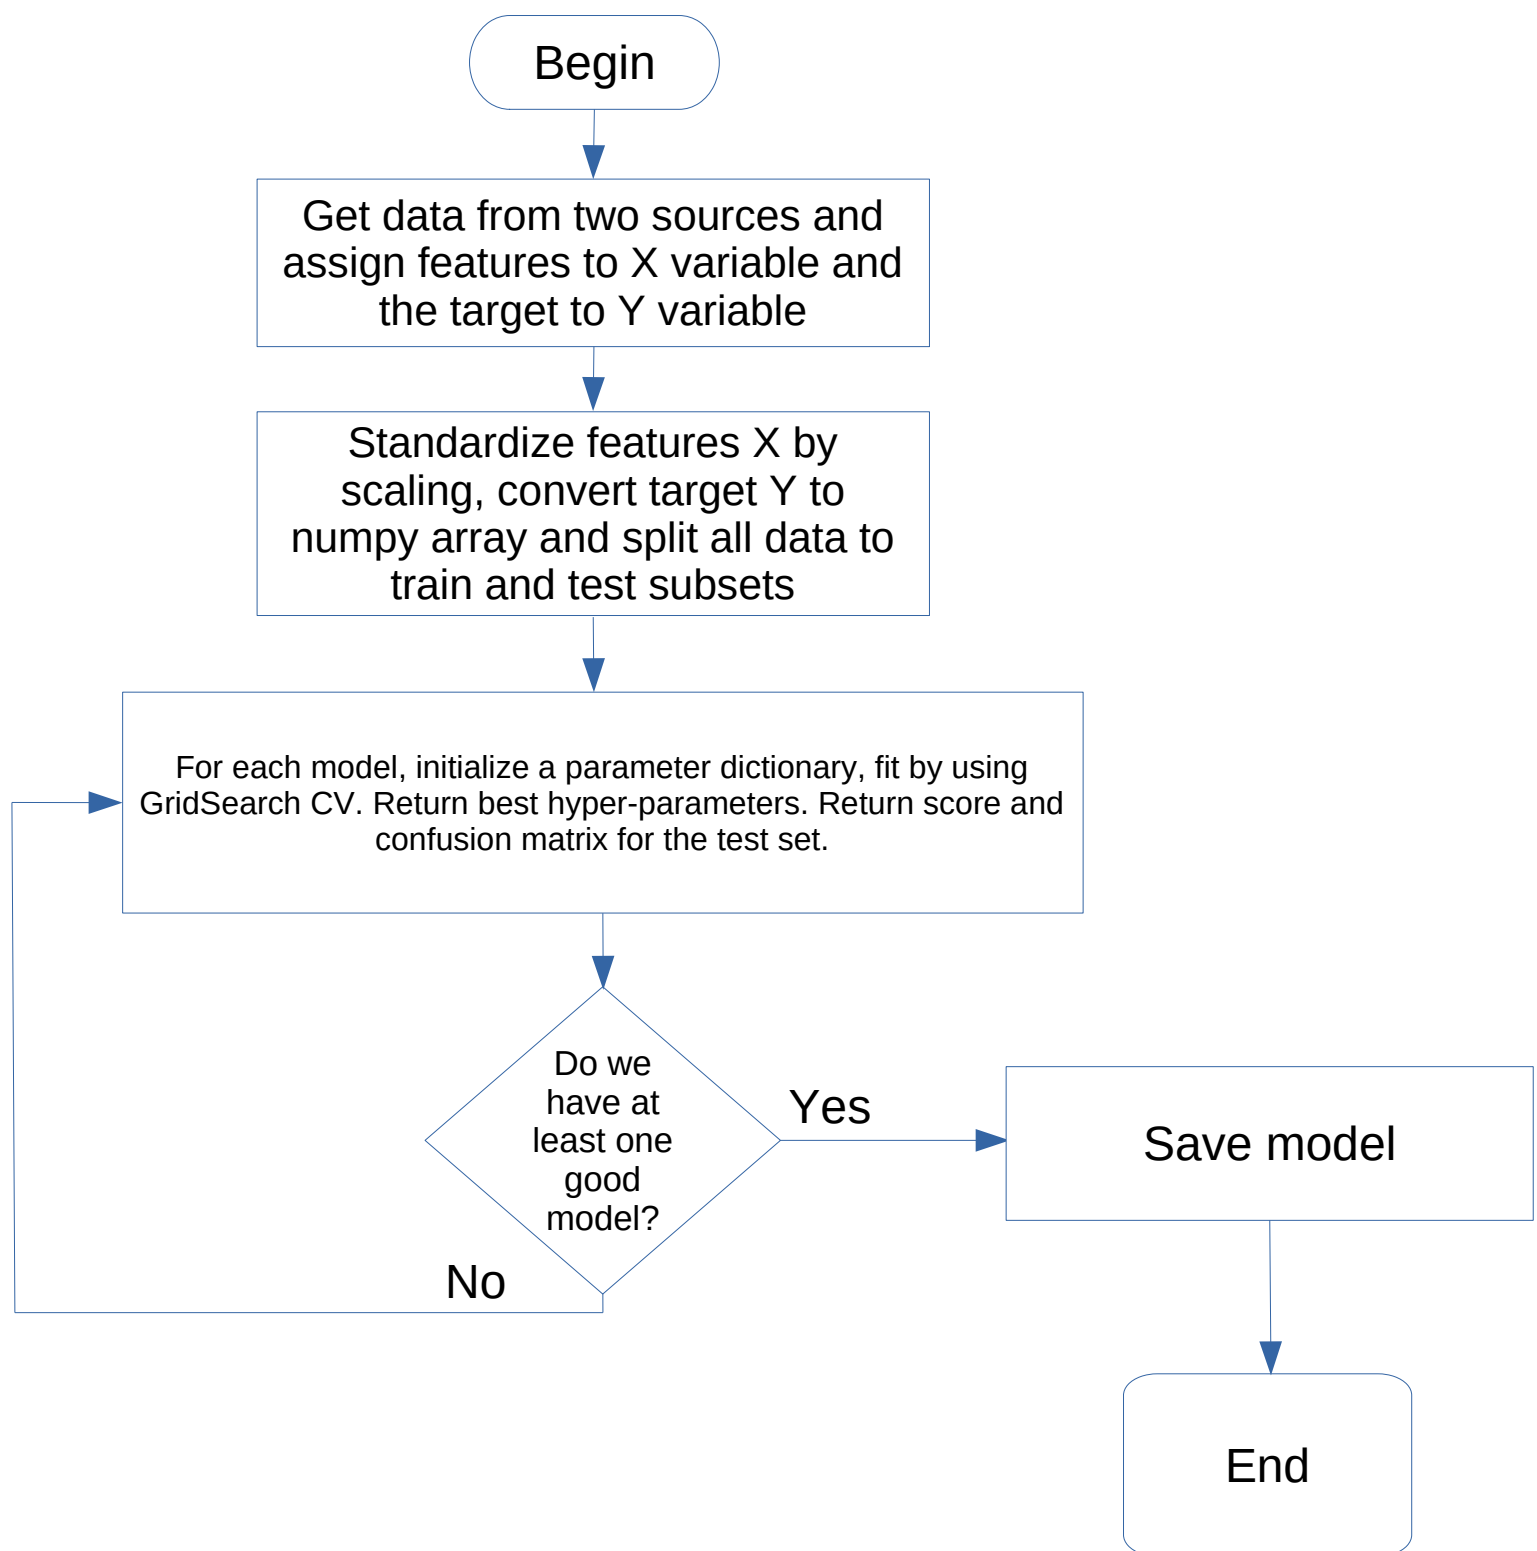 Begin
Get data from two sources and
assign features to X variable and
the target to Y variable
Standardize features X by
scaling, convert target Y to
numpy array and split all data to
train and test subsets
For each model, initialize a parameter dictionary, fit by using
GridSearch CV. Return best hyper-parameters. Return score and
confusion matrix for the test set.
Do we
have at
least one
good
model?
Yes
Save model
No
End